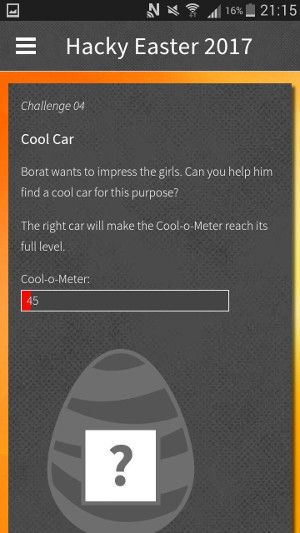 16% 21:15
Hacky Easter 2017
Challenge 04
Cool Car
Borat wants to impress the girls. Can you help him
find a cool car for this purpose?
The right car will make the Cool-o-Meter reach its
full level.
Cool-o-Meter:
45
?